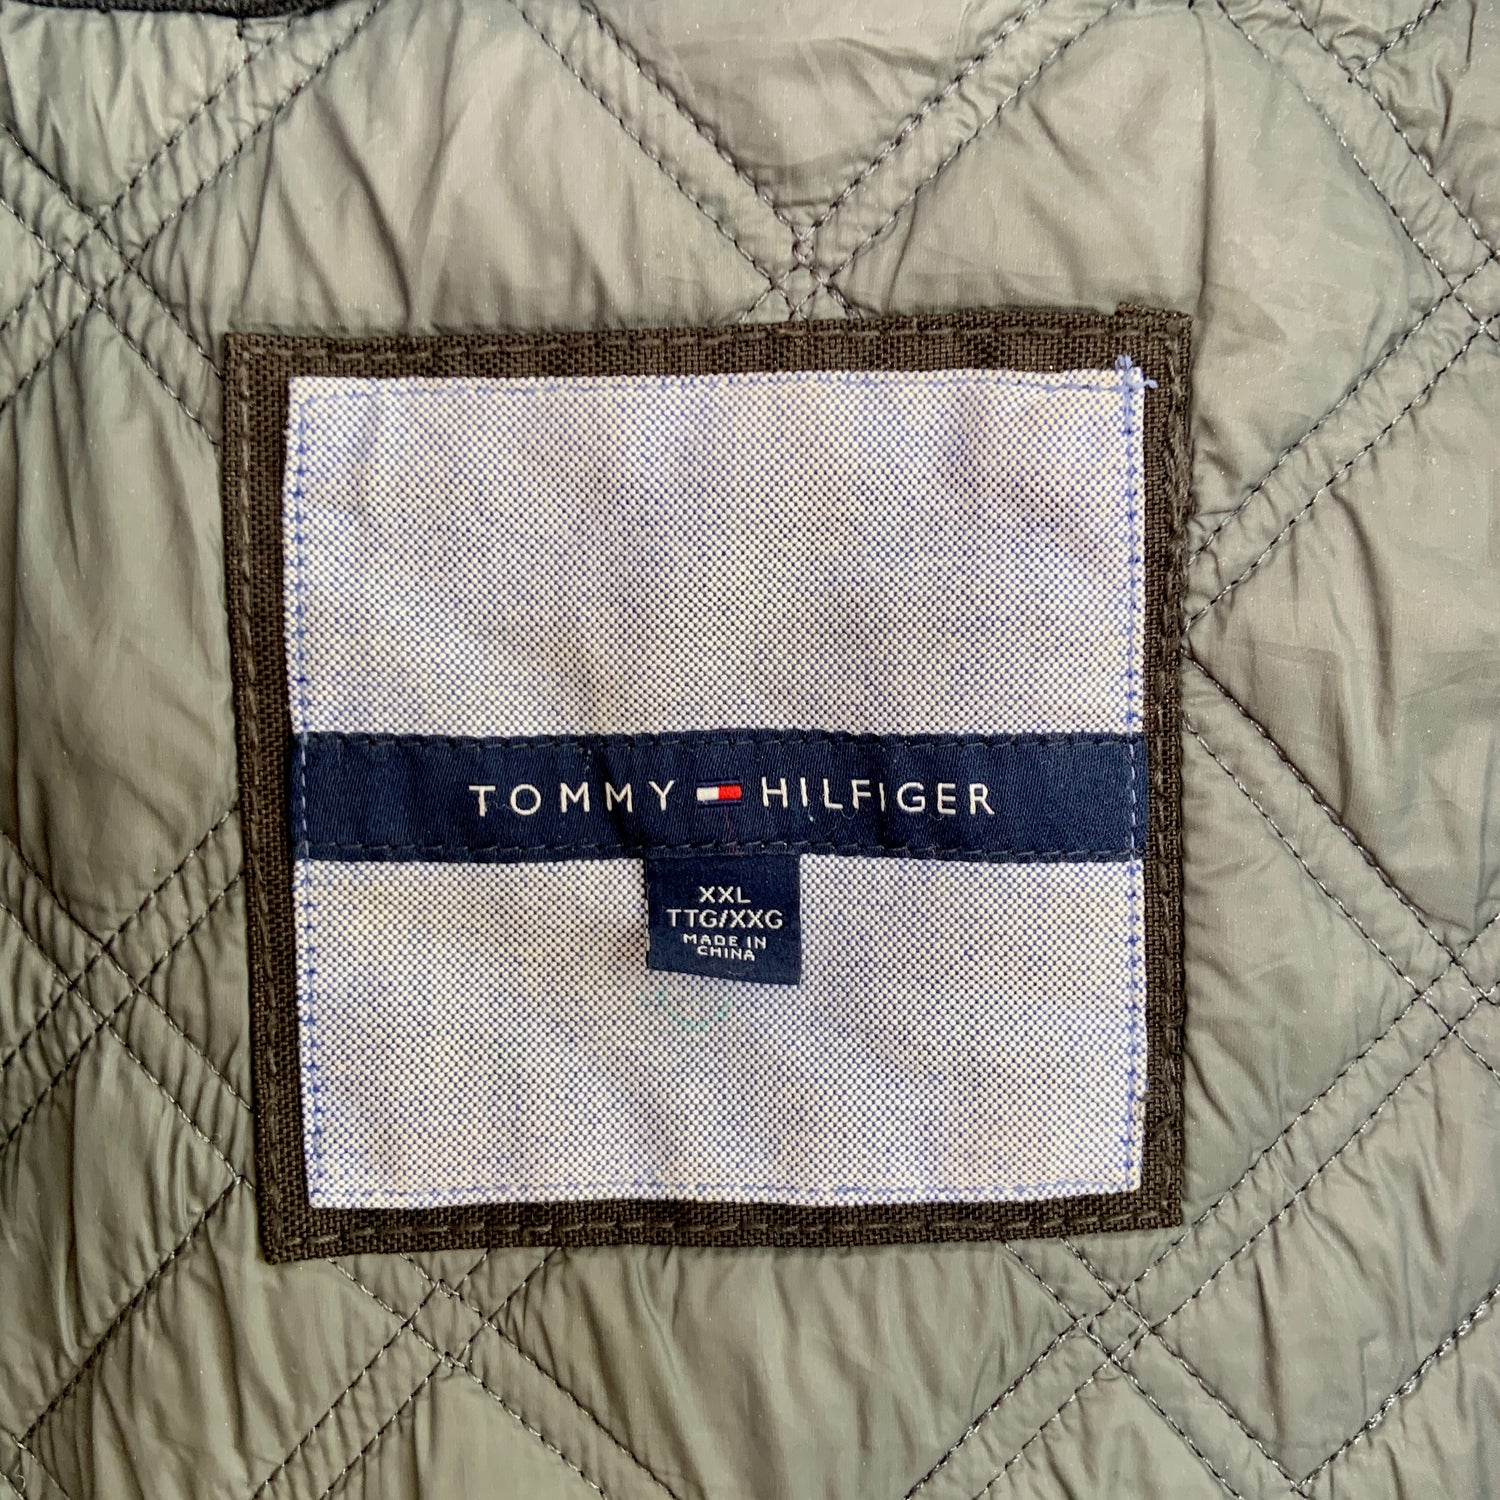 TOMMY HILFIGER
XXL
TTG/XXG
MADE IN
CHINA